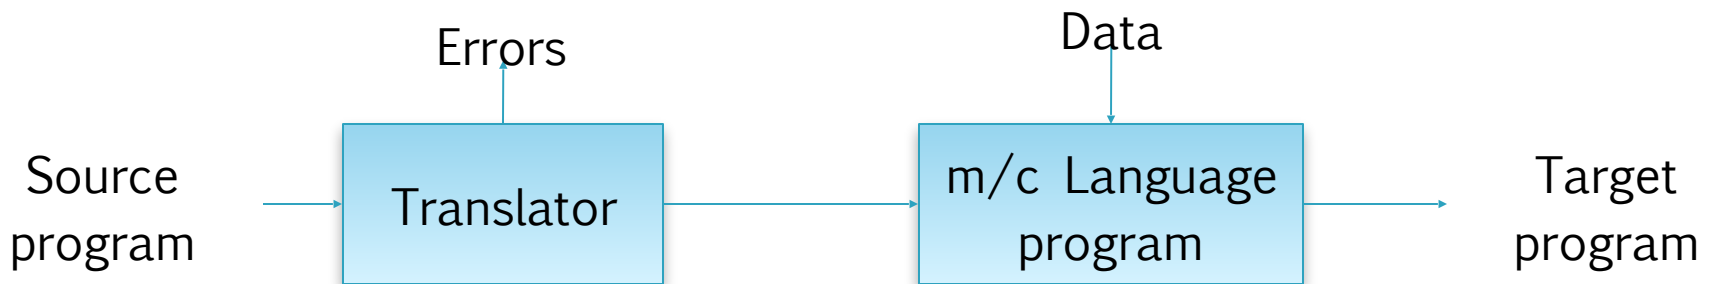 Errors
Data
Source
program
Translator
m/c Language
program
Target
program